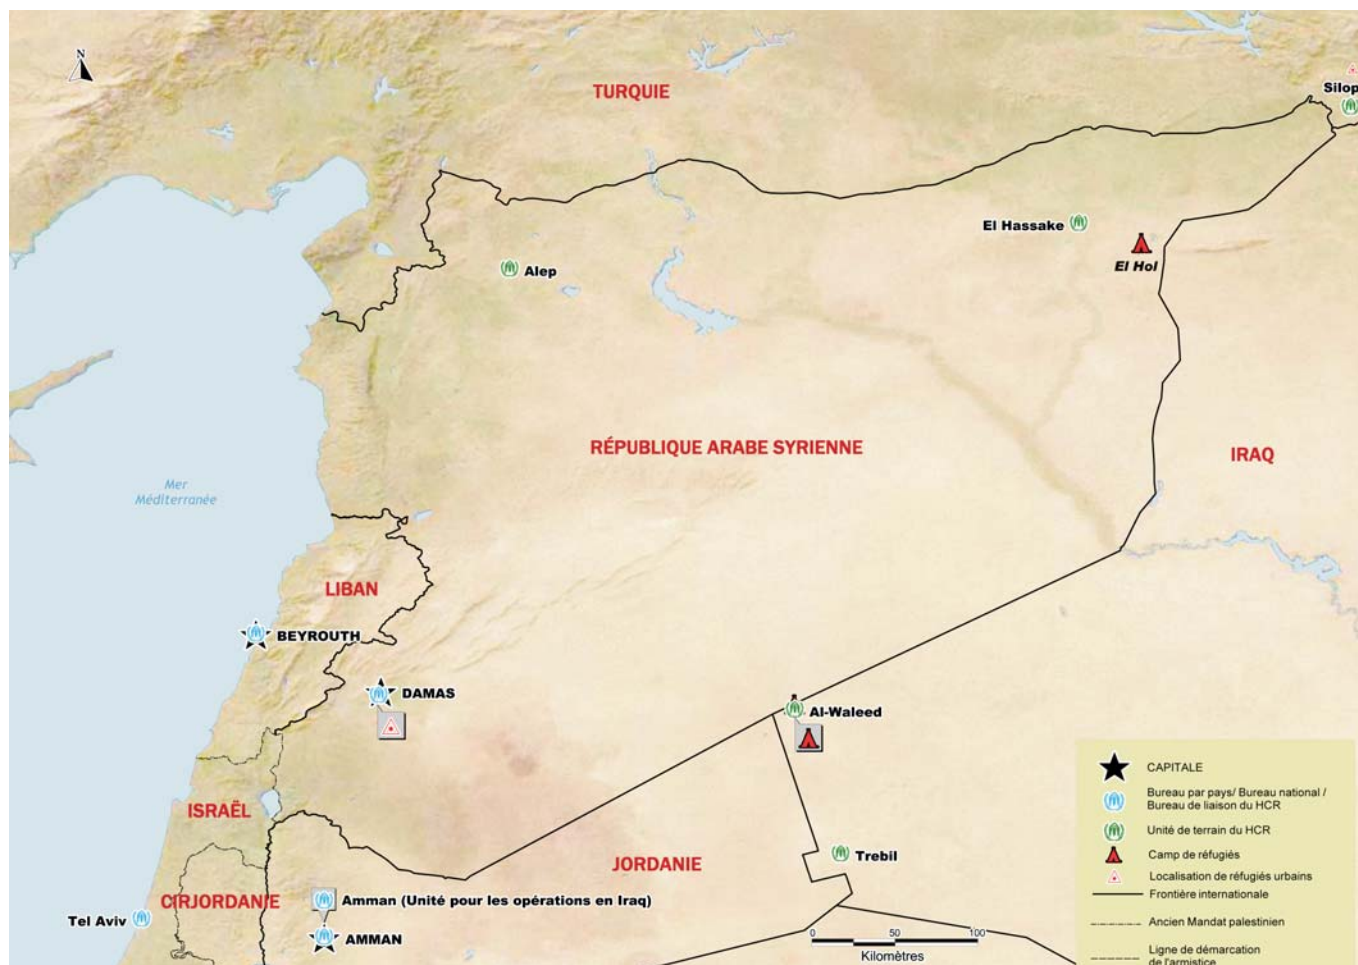 N
TURQUIE
Silop
El Hassake
El Hol
Alep
RÉPUBLIQUE ARABE SYRIENNE
IRAQ
Mer
Méditerranée
LIBAN
BEYROUTH
DAMAS
Al-Waleed
ISRAËL
JORDANIE
Trebil
CIRJORDANIE
Amman (Unité pour les opérations en Iraq)
Tel Aviv
AMMAN
0 50 100
Kilomètres
CAPITALE
Bureau par pays/ Bureau national /
Bureau de liaison du HCR
Unité de terrain du HCR
Camp de réfugiés
Localisation de réfugiés urbains
Frontière internationale
Ancien Mandat palestinien
Ligne de démarcation
de l'armistice